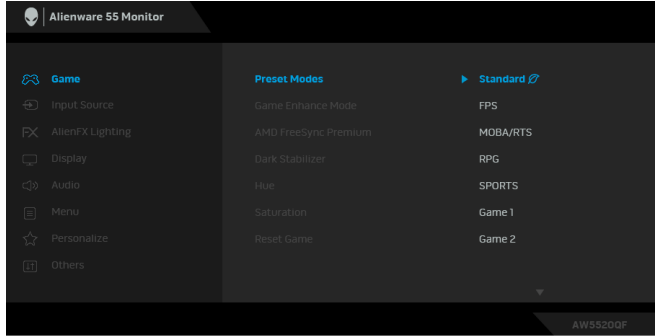 Alienware 55 Monitor
Game Preset Modes Standard
Input Source Game Enhance Mode FPS
AlienFX Lighting AMD FreeSync Premium MOBA/RTS
Display Dark Stabilizer RPG
Audio Hue SPORTS
Menu Saturation Game 1
Personalize Reset Game Game 2
Others
AW5520QF